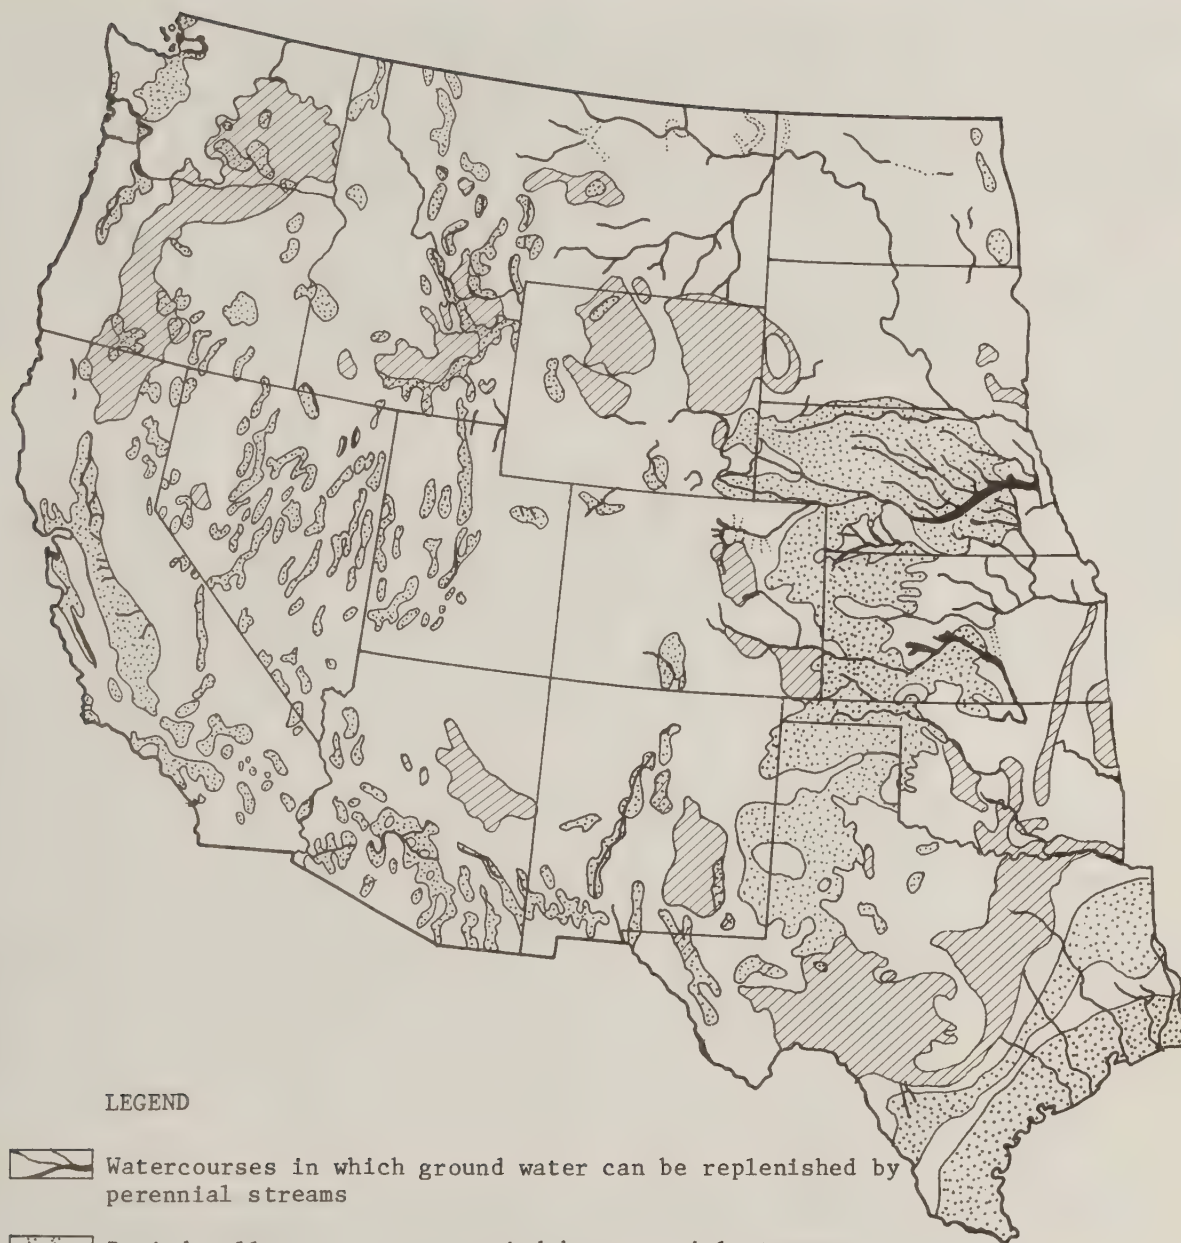 LEGEND
Watercourses in which ground water can be replenished by
perennial streams